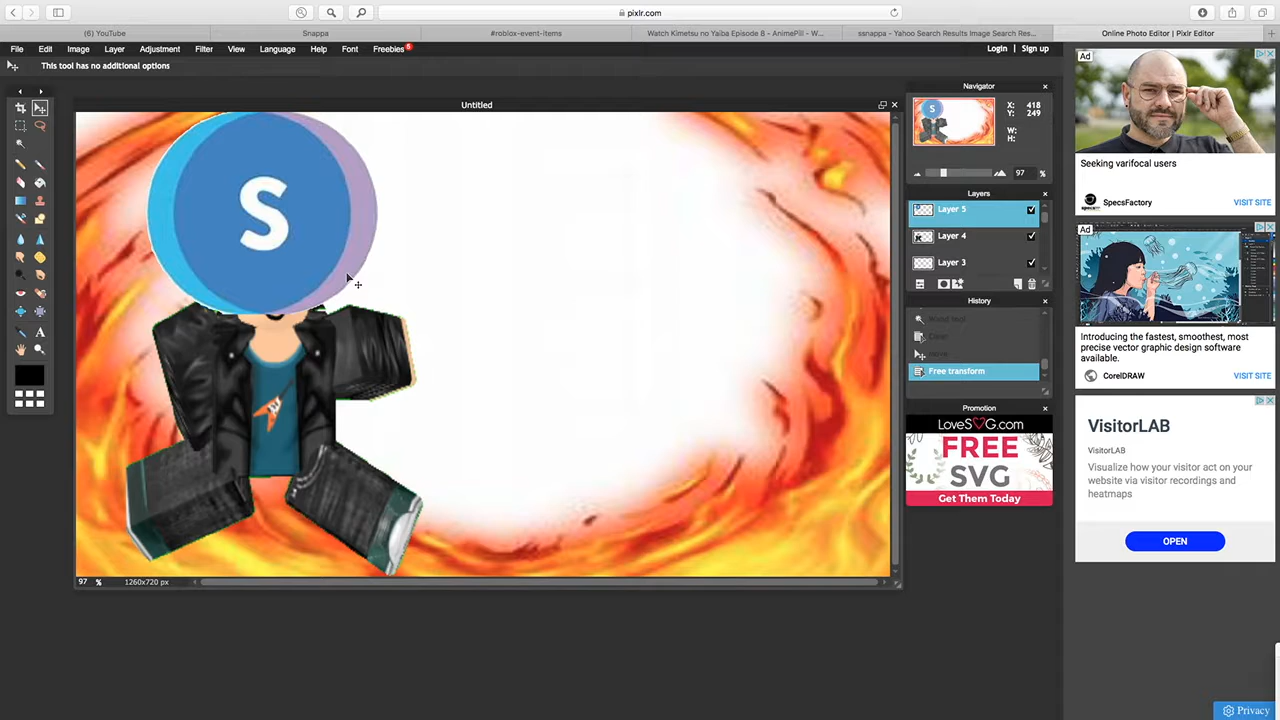 pixlr.com
(6) YouTube
Snappa
#roblox-event-items
Watch Kimetsu no Yaiba Episode 8 - AnimePill - W...
ssnappa - Yahoo Search Results Image Search Res...
Online Photo Editor | Pixlr Editor
File Edit Image Layer Adjustment Filter View Language Help Font Freebies
Login | Sign up
This tool has no additional options
Untitled
Navigator
X: 418
Y: 249
W:
H:
97 %
Layers
Layer 5
Layer 4
Layer 3
History
Free transform
Promotion
LoveSVG.com
FREE
SVG
Get Them Today
S
S
97 % 1260x720 px
Ad
Seeking varifocal users
SpecsFactory
VISIT SITE
Ad
Introducing the fastest, smoothest, most
precise vector graphic design software
available.
CorelDRAW
VISIT SITE
VisitorLAB
VisitorLAB
Visualize how your visitor act on your
website via visitor recordings and
heatmaps
OPEN
Privacy